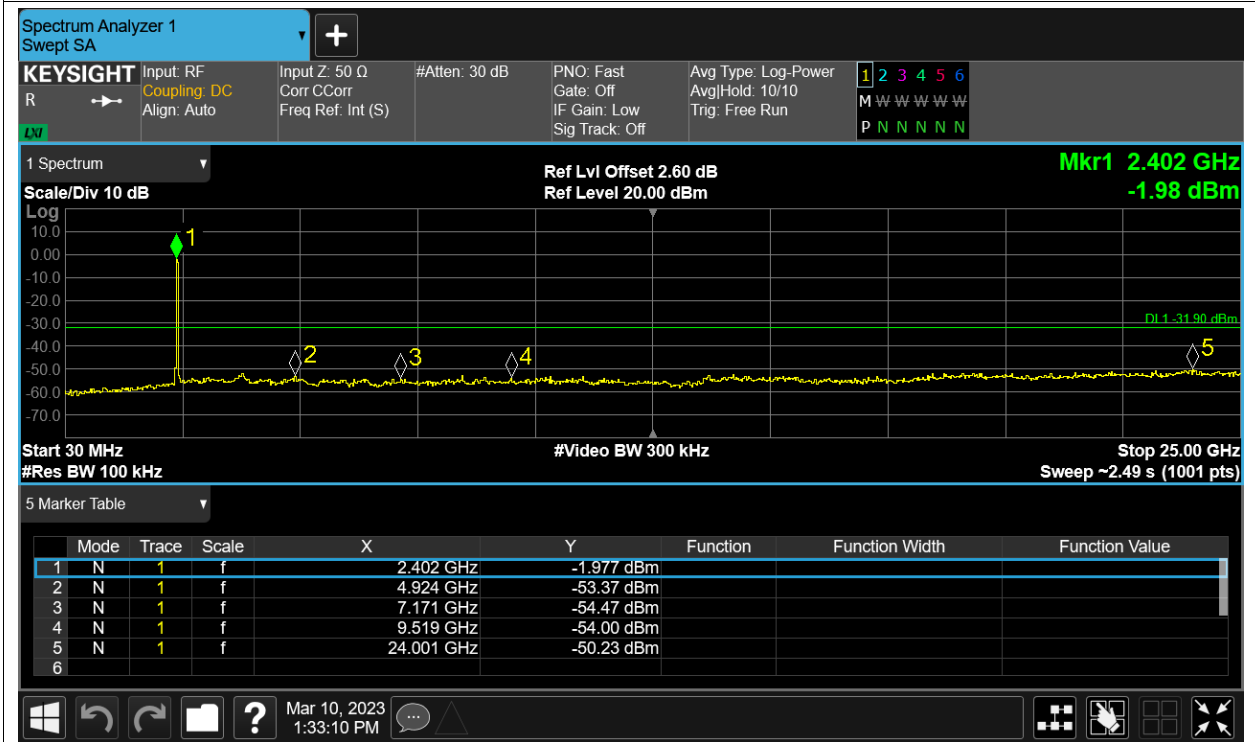 Spectrum Analyzer 1
Swept SA
KEYSIGHT
R
LXI
Input: RF
Coupling: DC
Align: Auto
Input Z: 50 Ω
Corr CCorr
Freq Ref: Int (S)
#Atten: 30 dB
PNO: Fast
Gate: Off
IF Gain: Low
Sig Track: Off
Avg Type: Log-Power
Avg|Hold: 10/10
Trig: Free Run
1 2 3 4 5 6
M W W W W W
P N N N N N
1 Spectrum
Scale/Div 10 dB
Ref Lvl Offset 2.60 dB
Ref Level 20.00 dBm
Mkr1 2.402 GHz
-1.98 dBm
Log
10.0
0.00
-10.0
-20.0
-30.0
-40.0
-50.0
-60.0
-70.0
1
2
3
4
5
DL1 -31.90 dBm
Start 30 MHz
#Res BW 100 kHz
#Video BW 300 kHz
Stop 25.00 GHz
Sweep ~2.49 s (1001 pts)
5 Marker Table
Mode Trace Scale X Y Function Function Width Function Value
1 N 1 f 2.402 GHz -1.977 dBm
2 N 1 f 4.924 GHz -53.37 dBm
3 N 1 f 7.171 GHz -54.47 dBm
4 N 1 f 9.519 GHz -54.00 dBm
5 N 1 f 24.001 GHz -50.23 dBm
6
?
Mar 10, 2023
1:33:10 PM